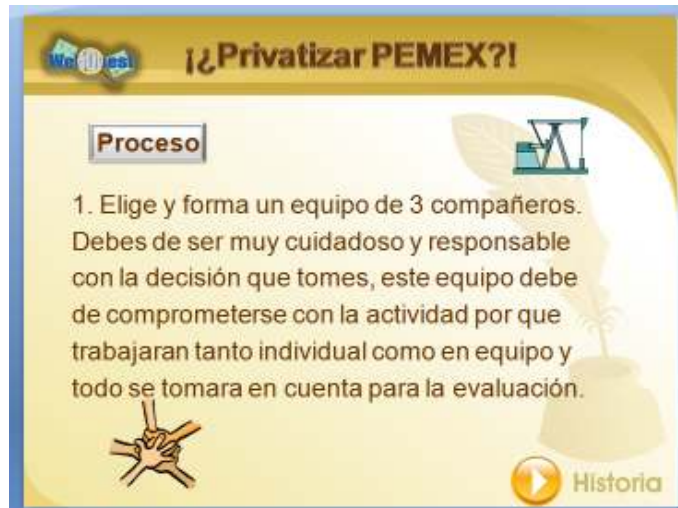 WebQuest
¡¿Privatizar PEMEX?!
Proceso
1. Elige y forma un equipo de 3 compañeros.
Debes de ser muy cuidadoso y responsable
con la decisión que tomes, este equipo debe
de comprometerse con la actividad por que
trabajaran tanto individual como en equipo y
todo se tomara en cuenta para la evaluación.
Historia